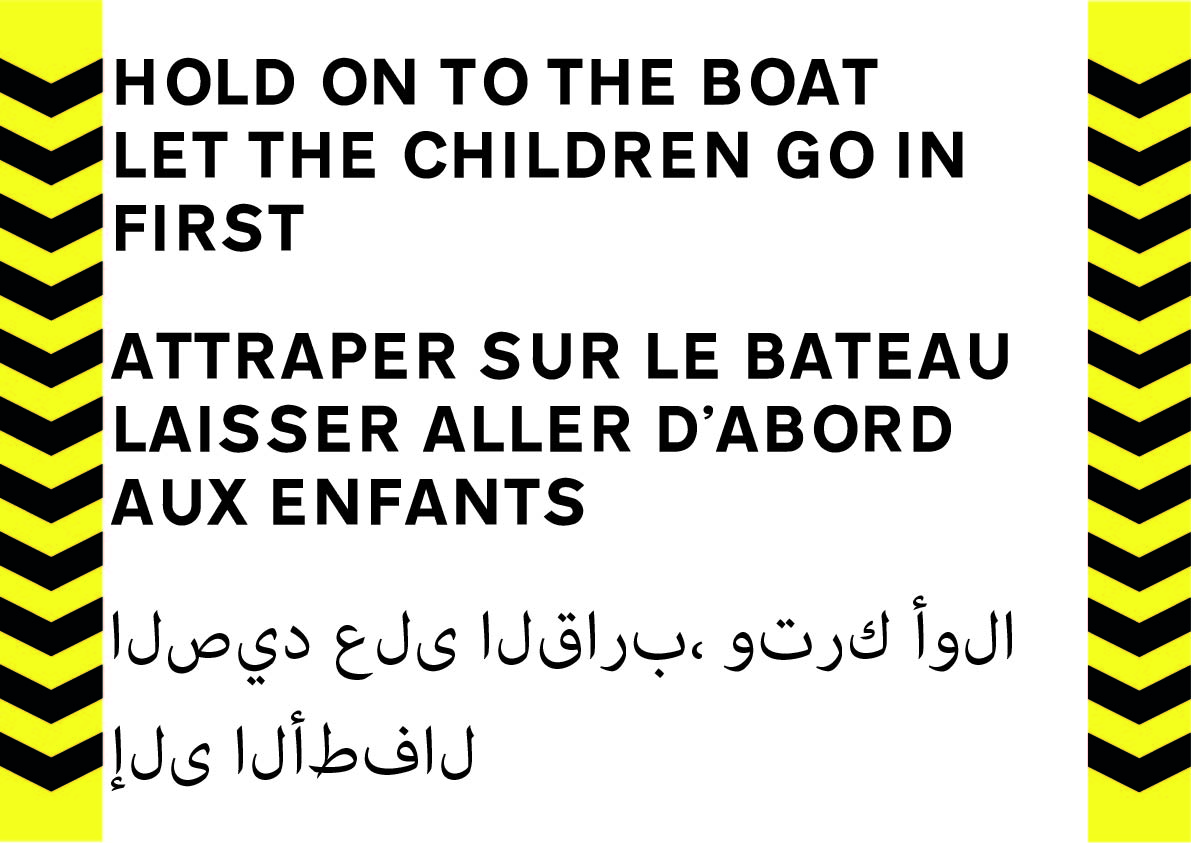 HOLD ON TO THE BOAT
LET THE CHILDREN GO IN
FIRST
ATTRAPER SUR LE BATEAU
LAISSER ALLER D’ABORD
AUX ENFANTS
الصيد على القارب، وترك أولا
إلى الأطفال